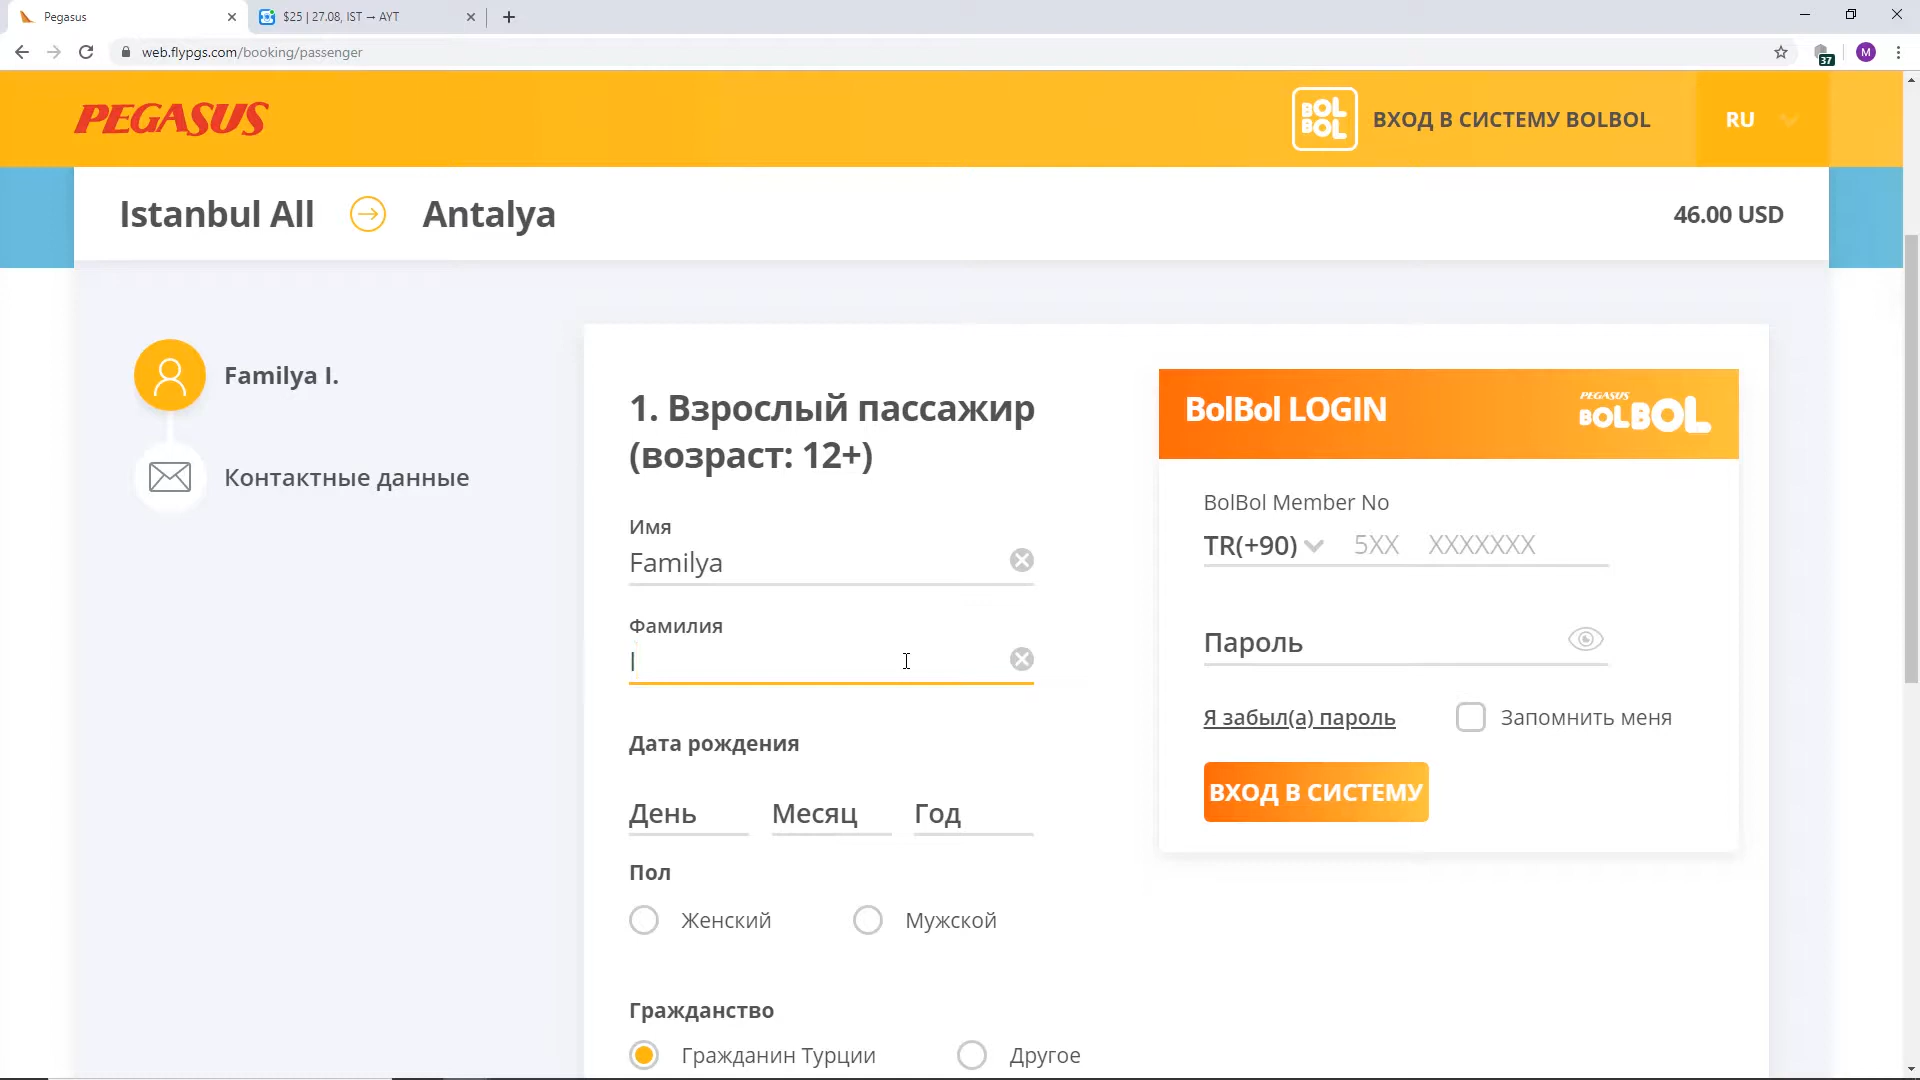 Pegasus
$25 | 27.08, IST → AYT
web.flypgs.com/booking/passenger
37
M
PEGASUS
BOL
BOL
ВХОД В СИСТЕМУ BOLBOL
RU
Istanbul All
Antalya
46.00 USD
Familya I.
Контактные данные
1. Взрослый пассажир
(возраст: 12+)
Имя
Familya
Фамилия
I
Дата рождения
День
Месяц
Год
Пол
Женский
Мужской
Гражданство
Гражданин Турции
Другое
BolBol LOGIN
PEGASUS
BOLBOL
BolBol Member No
TR(+90)
5XX
XXXXXXX
Пароль
Я забыл(а) пароль
Запомнить меня
ВХОД В СИСТЕМУ